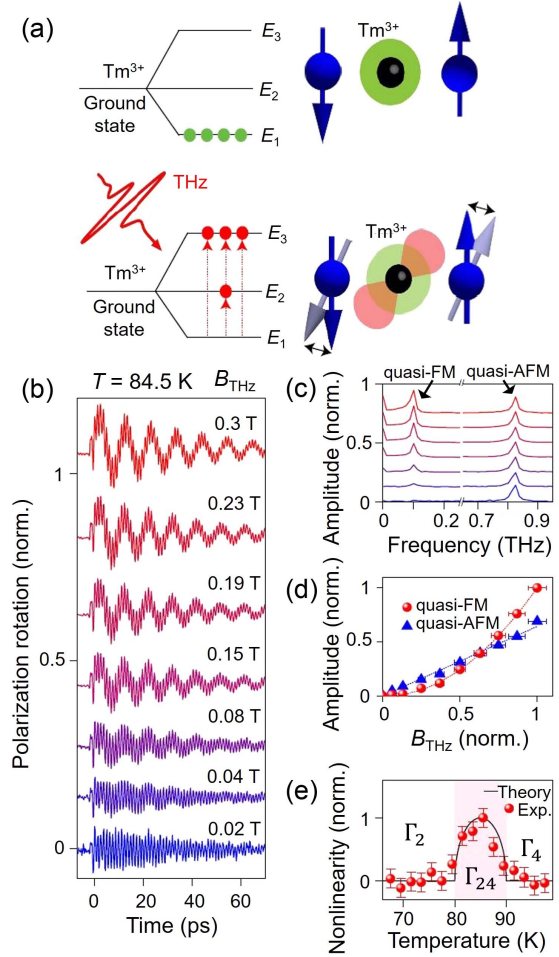 (a)
E3
Tm3+
Tm3+
E2
Ground
state
E1
THz
E3
Tm3+
Tm3+
E2
Ground
state
E1
(b)
T = 84.5 K BTHz
0.3 T
0.23 T
0.19 T
0.15 T
0.08 T
0.04 T
0.02 T
1
0.5
0
Polarization rotation (norm.)
0 20 40 60
Time (ps)
(c)
quasi-FM quasi-AFM
1
0.5
0
Amplitude (norm.)
0 0.2 0.7 0.9
Frequency (THz)
(d)
quasi-FM
quasi-AFM
1
0.5
0
Amplitude (norm.)
0 0.5 1
BTHz (norm.)
(e)
Theory
Exp.
Γ2
Γ24
Γ4
1
0
Nonlinearity (norm.)
70 80 90
Temperature (K)